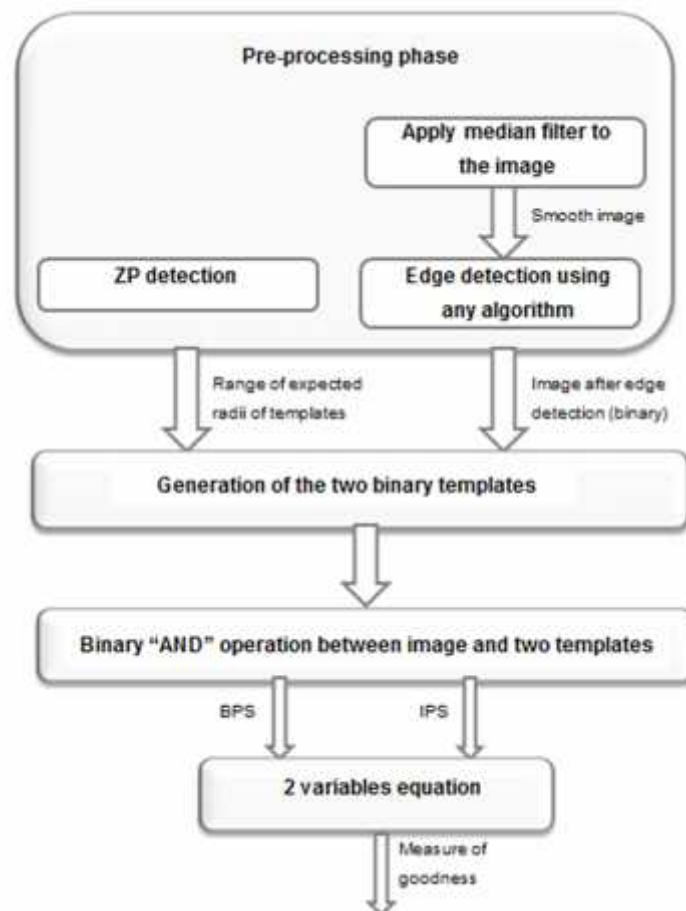 Pre-processing phase
Apply median filter to
the image
Smooth image
ZP detection
Edge detection using
any algorithm
Range of expected
radii of templates
Image after edge
detection (binary)
Generation of the two binary templates
Binary “AND” operation between image and two templates
BPS
IPS
2 variables equation
Measure of
goodness